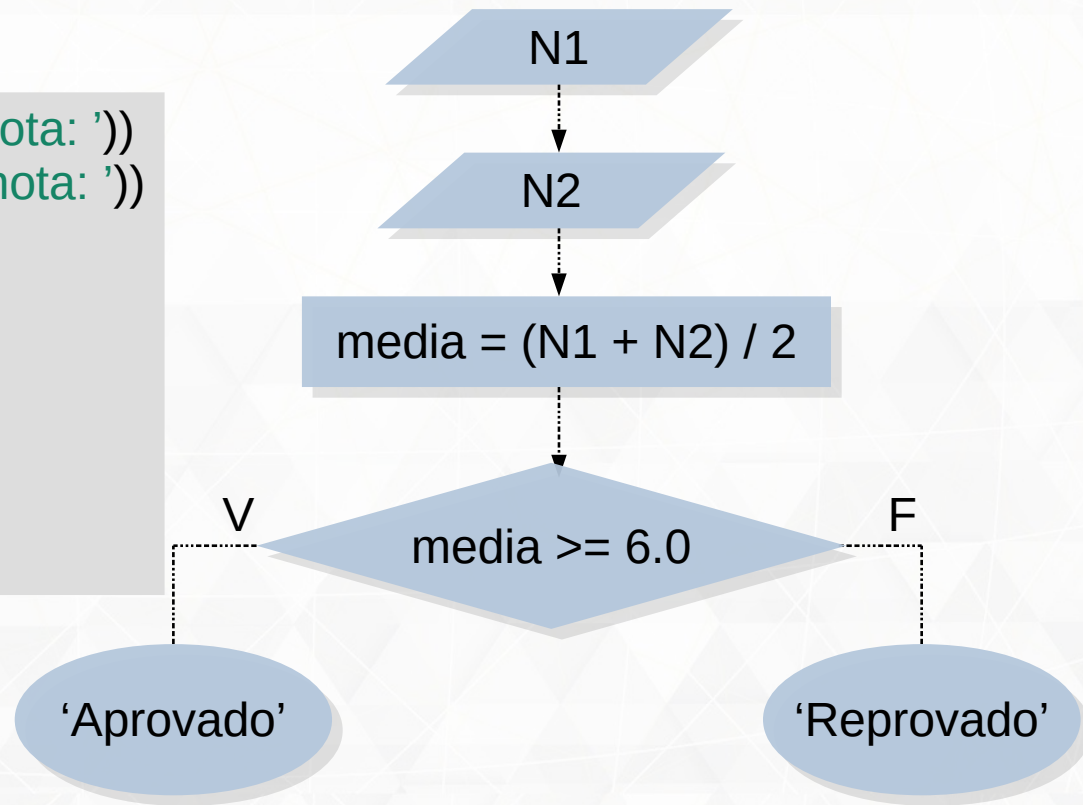 N1
ota: ’))
nota: ’))
N2
media = (N1 + N2) / 2
V
F
media >= 6.0
‘Aprovado’
‘Reprovado’